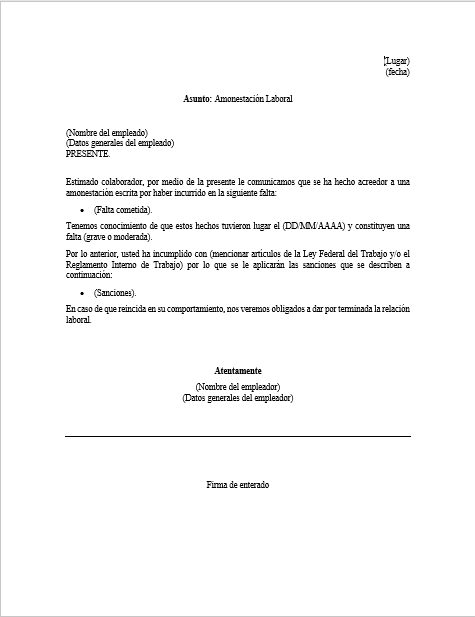 (Lugar)
(fecha)
Asunto: Amonestación Laboral
(Nombre del empleado)
(Datos generales del empleado)
PRESENTE.
Estimado colaborador, por medio de la presente le comunicamos que se ha hecho acreedor a una
amonestación escrita por haber incurrido en la siguiente falta:
• (Falta cometida).
Tenemos conocimiento de que estos hechos tuvieron lugar el (DD/MM/AAAA) y constituyen una
falta (grave o moderada).
Por lo anterior, usted ha incumplido con (mencionar artículos de la Ley Federal del Trabajo y/o el
Reglamento Interno de Trabajo) por lo que se le aplicarán las sanciones que se describen a
continuación:
• (Sanciones).
En caso de que reincida en su comportamiento, nos veremos obligados a dar por terminada la relación
laboral.
Atentamente
(Nombre del empleador)
(Datos generales del empleador)
Firma de enterado